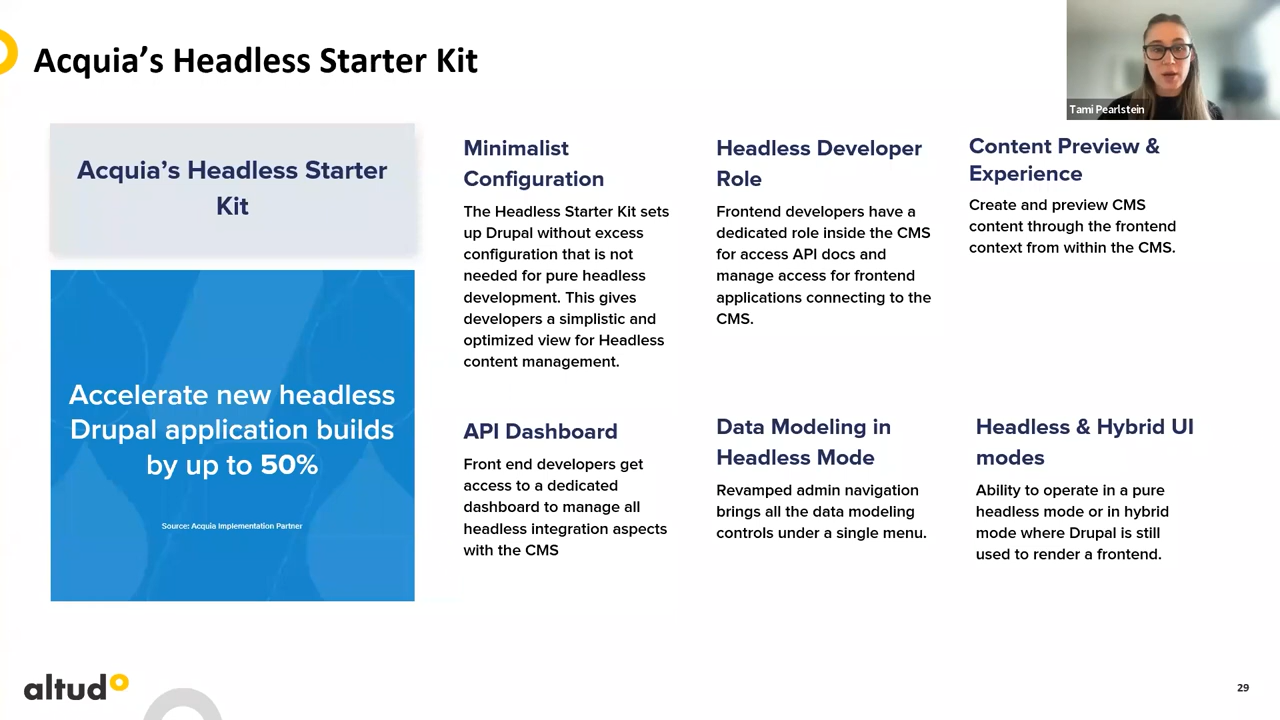 Acquia’s Headless Starter Kit
Tami Pearlstein
Acquia’s Headless Starter
Kit
Accelerate new headless
Drupal application builds
by up to 50%
Source: Acquia Implementation Partner
Minimalist
Configuration
The Headless Starter Kit sets
up Drupal without excess
configuration that is not
needed for pure headless
development. This gives
developers a simplistic and
optimized view for Headless
content management.
Headless Developer
Role
Frontend developers have a
dedicated role inside the CMS
for access API docs and
manage access for frontend
applications connecting to the
CMS.
Content Preview &
Experience
Create and preview CMS
content through the frontend
context from within the CMS.
API Dashboard
Front end developers get
access to a dedicated
dashboard to manage all
headless integration aspects
with the CMS
Data Modeling in
Headless Mode
Revamped admin navigation
brings all the data modeling
controls under a single menu.
Headless & Hybrid UI
modes
Ability to operate in a pure
headless mode or in hybrid
mode where Drupal is still
used to render a frontend.
altudo
29